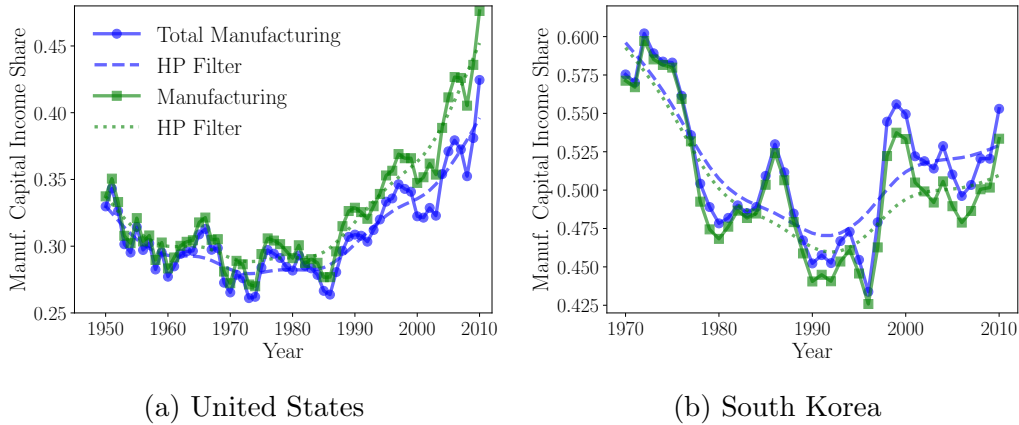 Manuf. Capital Income Share
0.45
0.40
0.35
0.30
0.25
Total Manufacturing
HP Filter
Manufacturing
HP Filter
1950 1960 1970 1980 1990 2000 2010
Year
(a) United States
Manuf. Capital Income Share
0.600
0.575
0.550
0.525
0.500
0.475
0.450
0.425
1970 1980 1990 2000 2010
Year
(b) South Korea